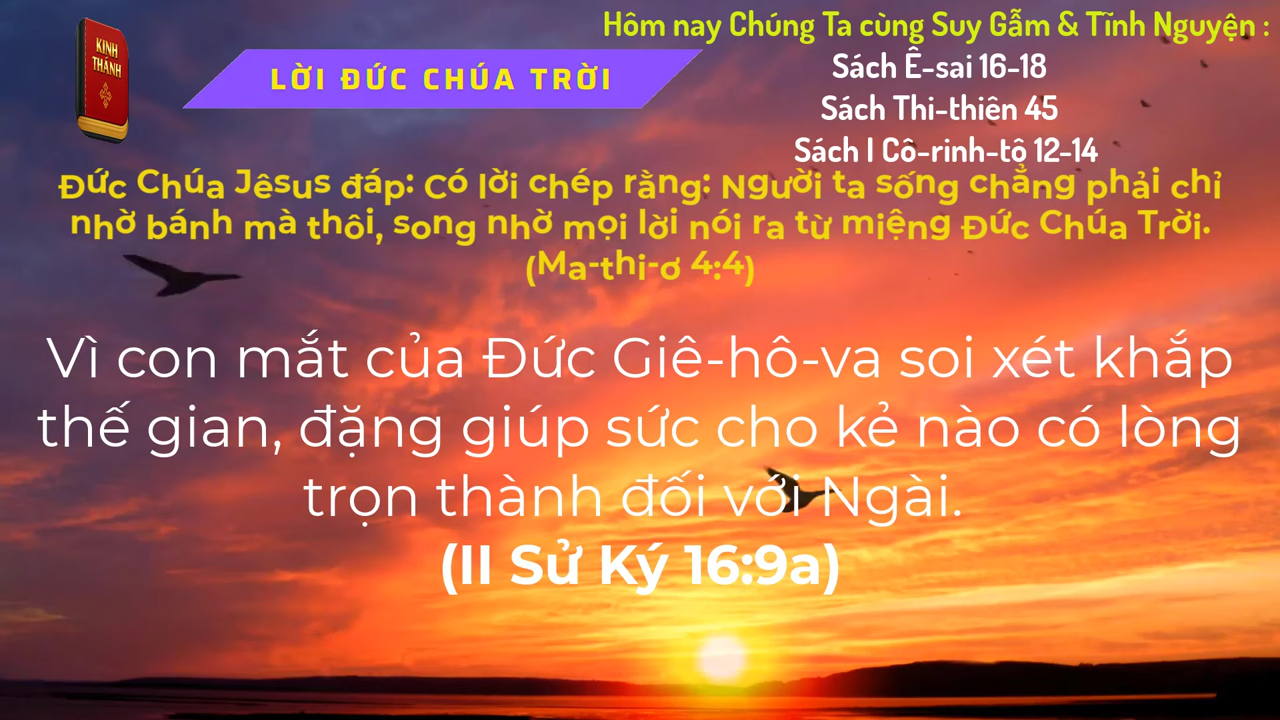 KINH
THÁNH
LỜI ĐỨC CHÚA TRỜI
Hôm nay Chúng Ta cùng Suy Gẫm & Tĩnh Nguyện :
Sách Ê-sai 16-18
Sách Thi-thiên 45
Sách I Cô-rinh-tô 12-14
Đức Chúa Jêsus đáp: Có lời chép rằng: Người ta sống chẳng phải chỉ
nhờ bánh mà thôi, song nhờ mọi lời nói ra từ miệng Đức Chúa Trời.
(Ma-thi-ơ 4:4)
Vì con mắt của Đức Giê-hô-va soi xét khắp
thế gian, đặng giúp sức cho kẻ nào có lòng
trọn thành đối với Ngài.
(II Sử Ký 16:9a)